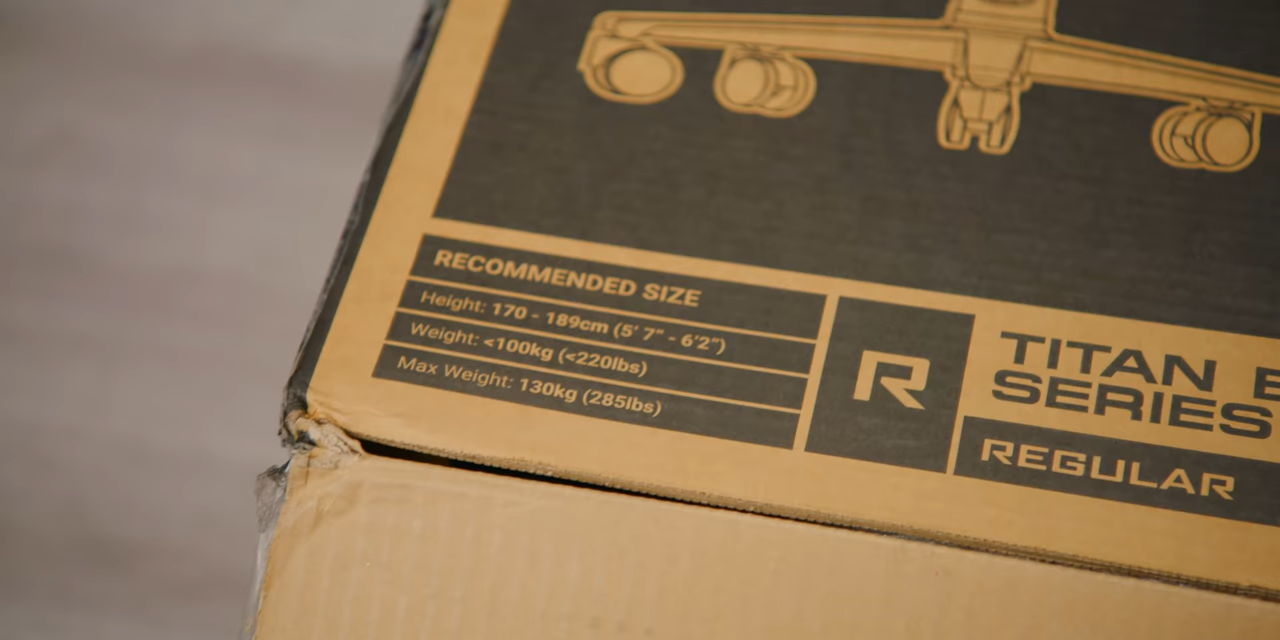 RECOMMENDED SIZE
Height: 170 - 189cm (5' 7" - 6'2")
Weight: <100kg (<220lbs)
Max Weight: 130kg (285lbs)
R
TITAN
SERIES
REGULAR